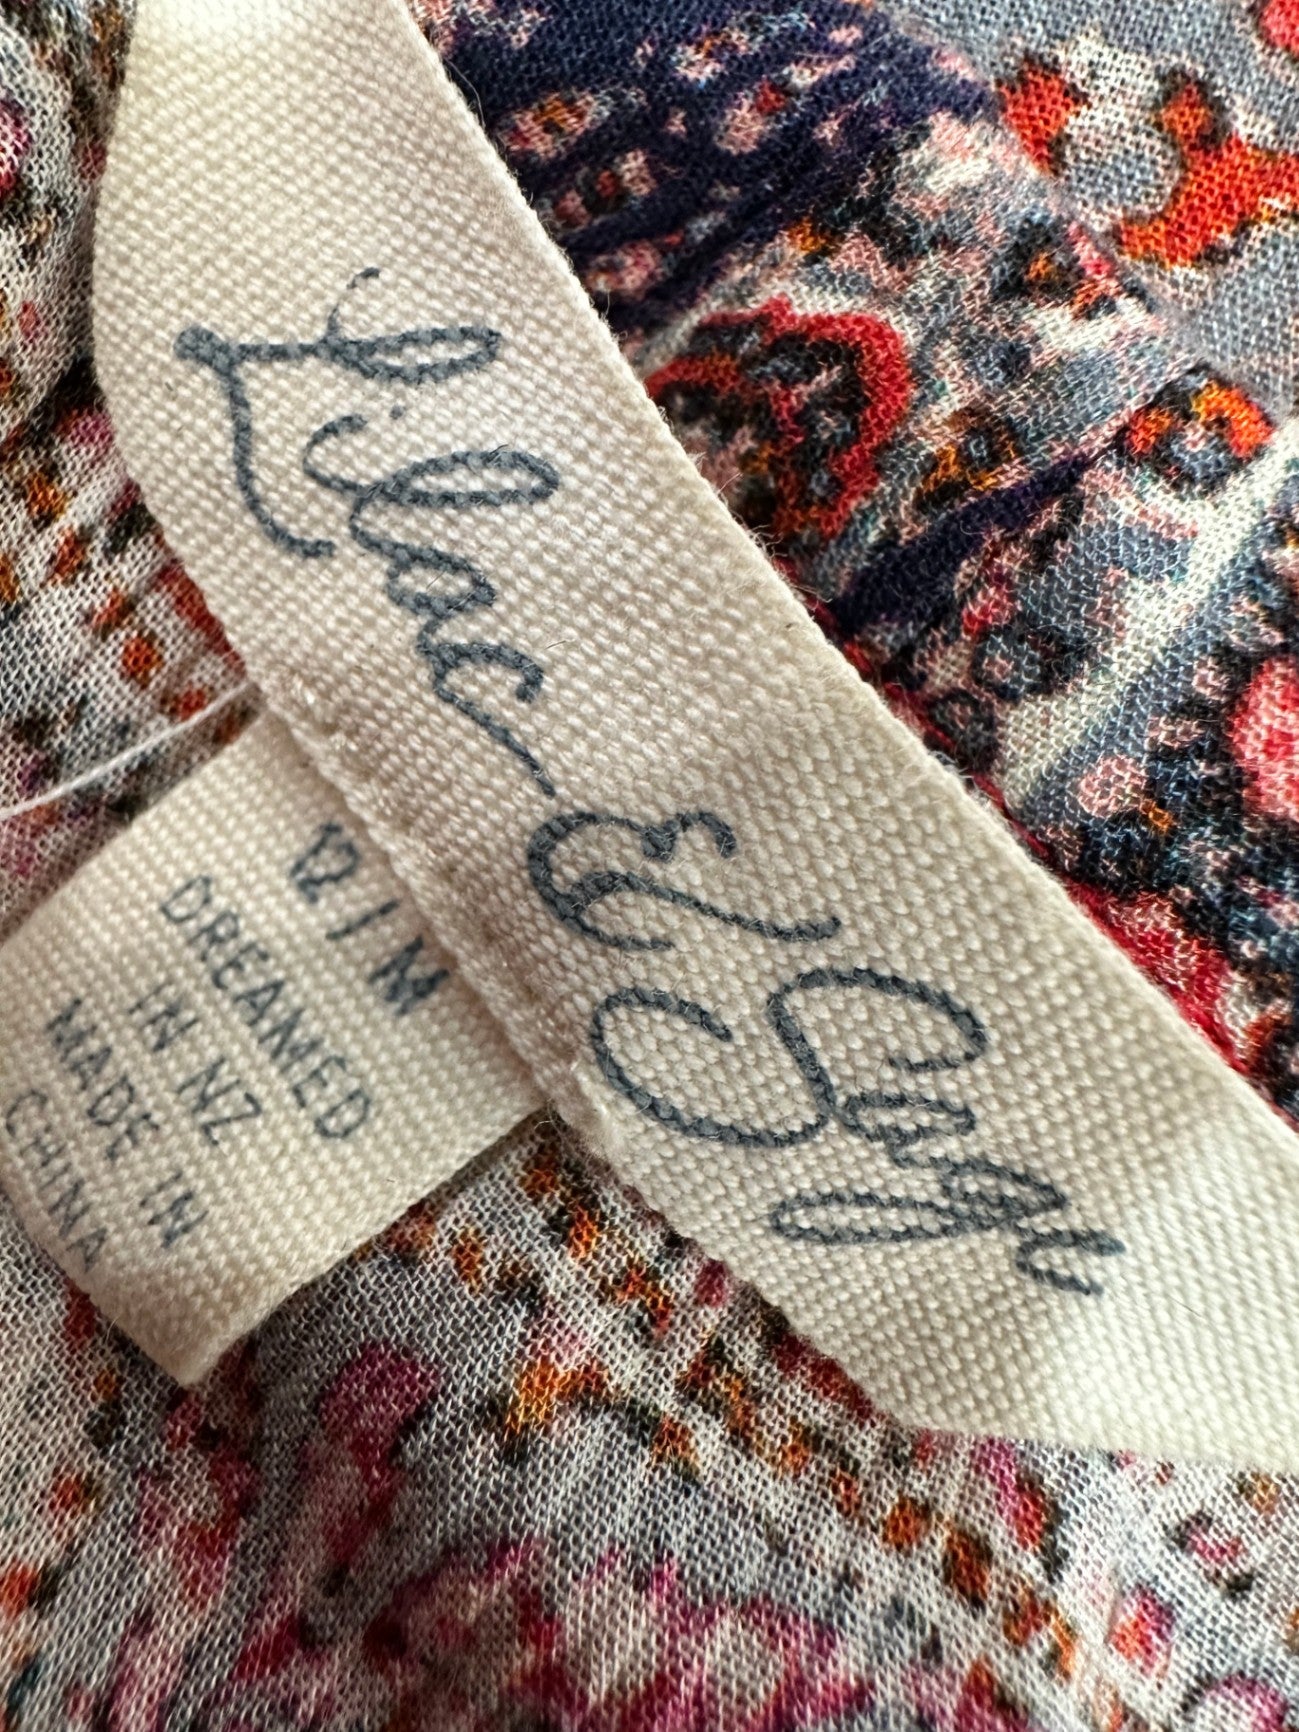 Lilac & Sage
12 / M
DREAMED
IN NZ
MADE IN
CHINA